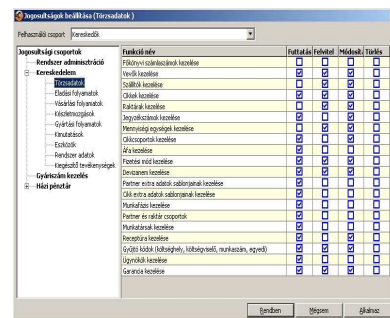 Jogosultságok beállítása (Törzsadatok )
Felhasználói csoport Kereskedők
Jogosultsági csoportok
Rendszer adminisztráció
Kereskedelem
Törzsadatok
Eladási folyamatok
Vásárlási folyamatok
Készletmozgások
Gyártási folyamatok
Kimutatások
Eszközök
Rendszer adatok
Kiegészítő tevékenységek
Gyáriszám kezelés
Házi pénztár
Funkció név Futtatás Felvitel Módosít Törlés
Főkönyvi számlaszámok kezelése
Vevők kezelése
Szállítók kezelése
Cikkek kezelése
Raktárak kezelése
Jegyzékszámok kezelése
Mennyiségi egységek kezelése
Cikkcsoportok kezelése
Áfa kezelése
Fizetési mód kezelése
Devizanem kezelése
Partner extra adatok sablonjainak kezelése
Cikk extra adatok sablonjainak kezelése
Munkafázis kezelése
Partner és raktár csoportok
Munkatársak kezelése
Receptúra kezelése
Gyűjtő kódok (költséghely, költségviselő, munkaszám, egyedi)
Ügynökök kezelése
Garancia kezelése
Rendben Mégsem Alkalmaz